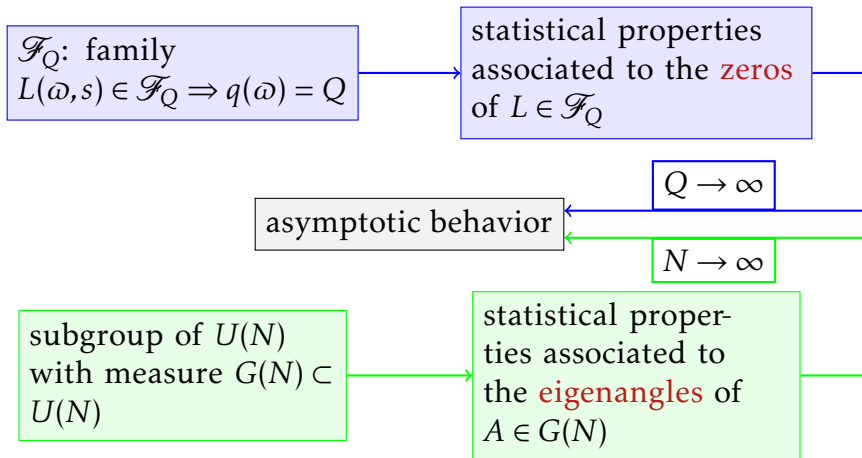 ℱ_Q: family
L(ϖ,s) ∈ ℱ_Q ⇒ q(ϖ) = Q
statistical properties
associated to the zeros
of L ∈ ℱ_Q
Q → ∞
asymptotic behavior
N → ∞
subgroup of U(N)
with measure G(N) ⊂
U(N)
statistical proper-
ties associated to
the eigenangles of
A ∈ G(N)